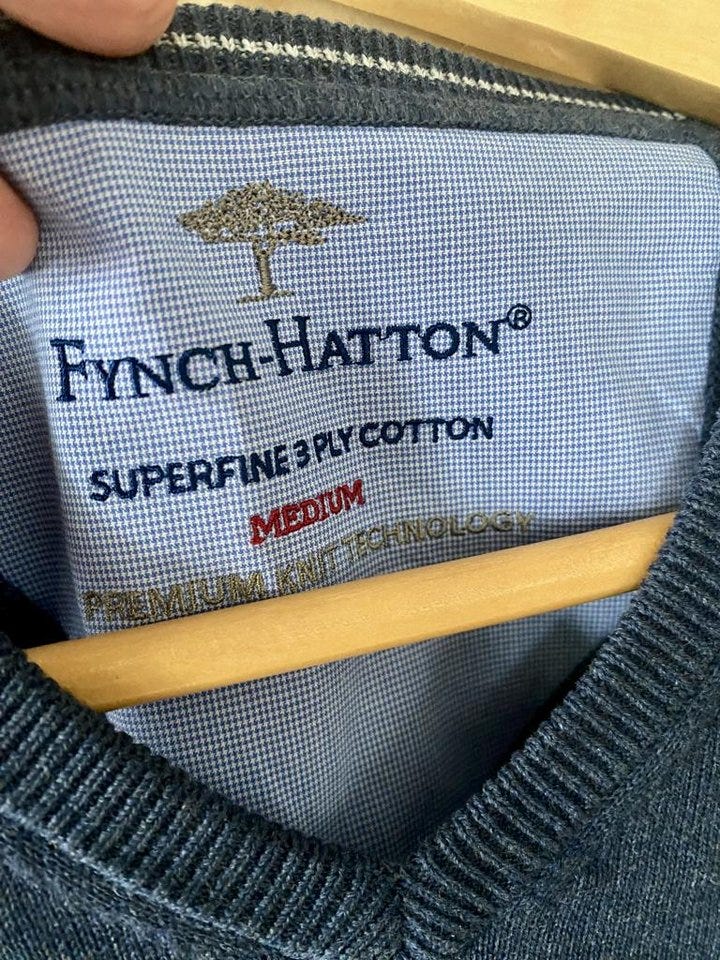 FYNCH-HATTON®
SUPERFINE 3 PLY COTTON
MEDIUM
PREMIUM KNIT TECHNOLOGY